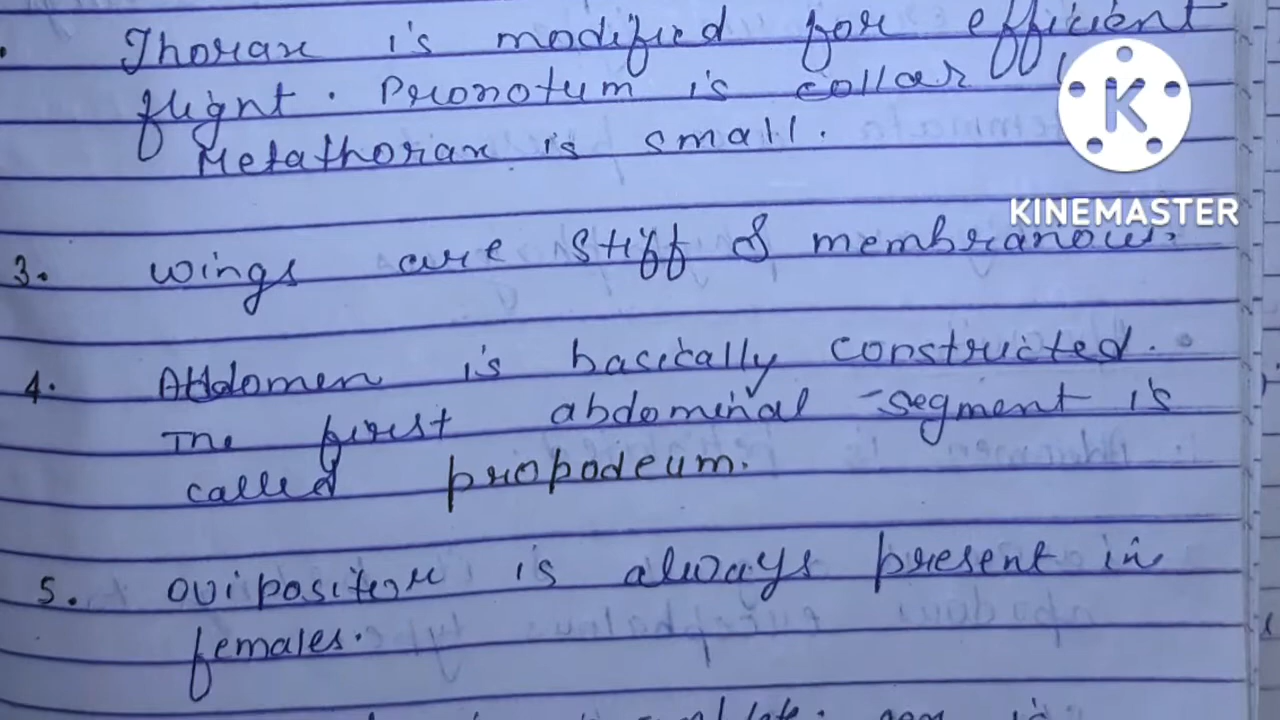 Thorax is modified for efficient
flight. Pronotum is collar
Metathorax is small.
KINEMASTER
3. wings are stiff & membranous.
4. Abdomen is basically constructed.
The first abdominal segment is
called propodeum.
5. ovipositor is always present in
females.